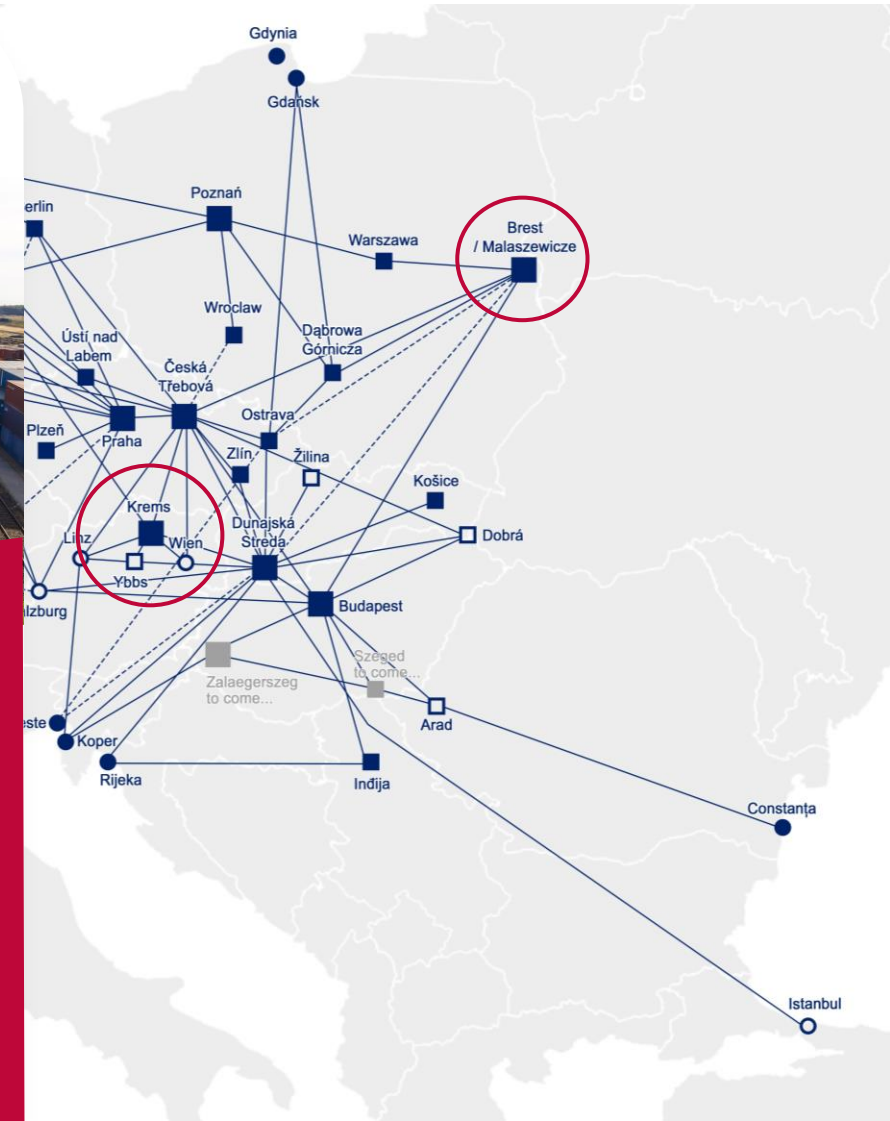 Gdynia
Gdańsk
Poznań
erlin
Brest
/ Malaszewicze
Warszawa
Wroclaw
Dąbrowa
Górnicza
Ústí nad
Labem
Česká
Třebová
Ostrava
Plzeň
Praha
Zlín
Žilina
Košice
Krems
Dunajská
Streda
Linz
Wien
Dobrá
Ybbs
lzburg
Budapest
Szeged
to come...
Zalaegerszeg
to come...
Arad
este
Koper
Rijeka
Inđija
Constanța
Istanbul